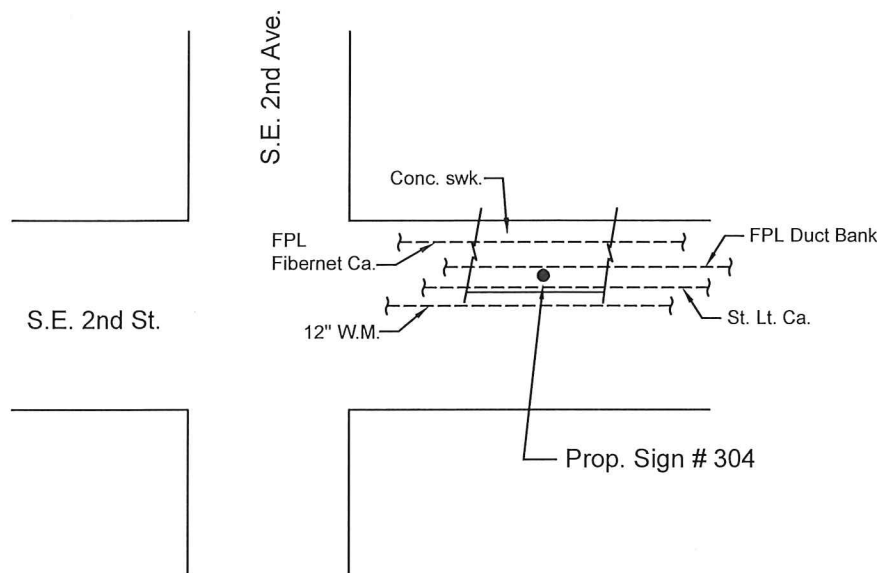 S.E. 2nd Ave.
Conc. swk.
FPL
Fibernet Ca.
FPL Duct Bank
S.E. 2nd St.
12" W.M.
St. Lt. Ca.
Prop. Sign # 304